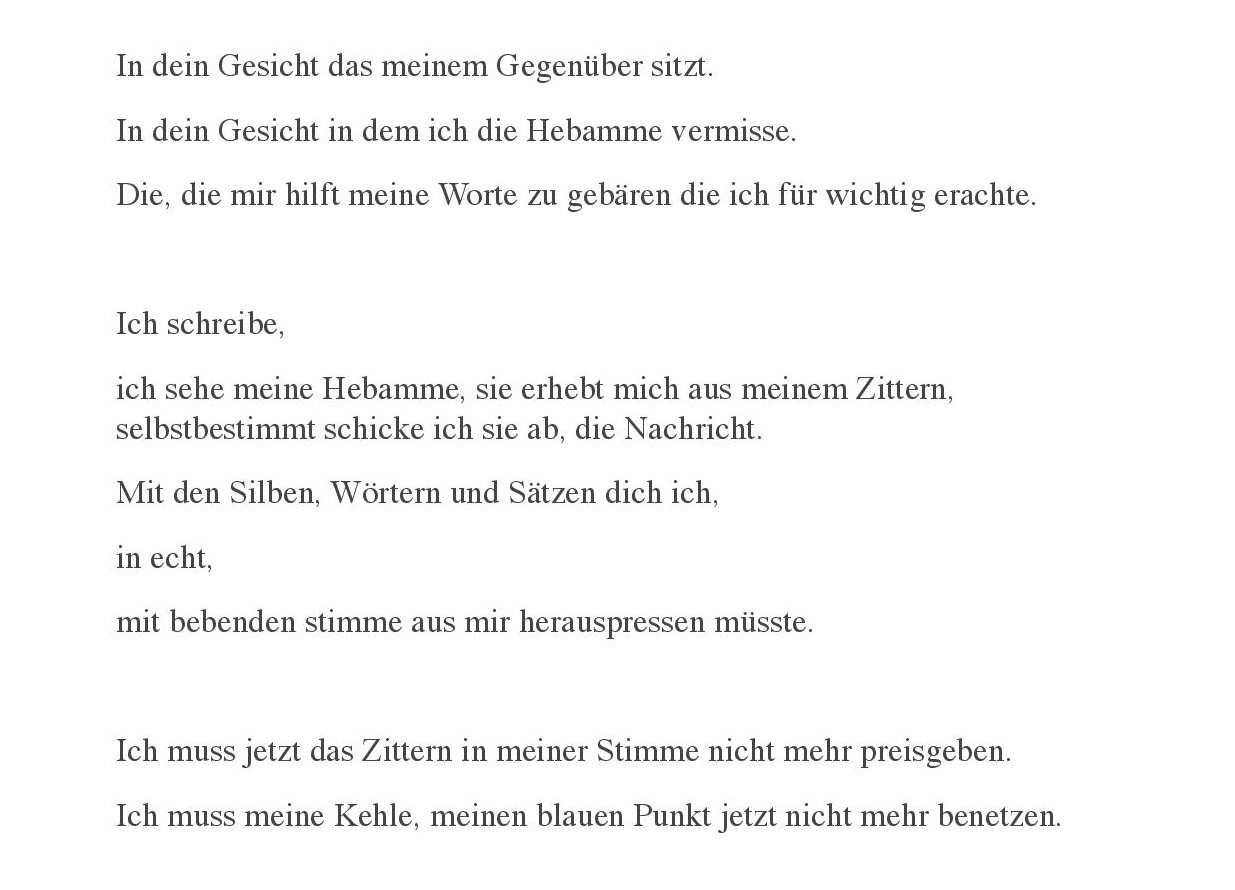 In dein Gesicht das meinem Gegenüber sitzt.
In dein Gesicht in dem ich die Hebamme vermisse.
Die, die mir hilft meine Worte zu gebären die ich für wichtig erachte.
Ich schreibe,
ich sehe meine Hebamme, sie erhebt mich aus meinem Zittern,
selbstbestimmt schicke ich sie ab, die Nachricht.
Mit den Silben, Wörtern und Sätzen dich ich,
in echt,
mit bebenden stimme aus mir herauspressen müsste.
Ich muss jetzt das Zittern in meiner Stimme nicht mehr preisgeben.
Ich muss meine Kehle, meinen blauen Punkt jetzt nicht mehr benetzen.